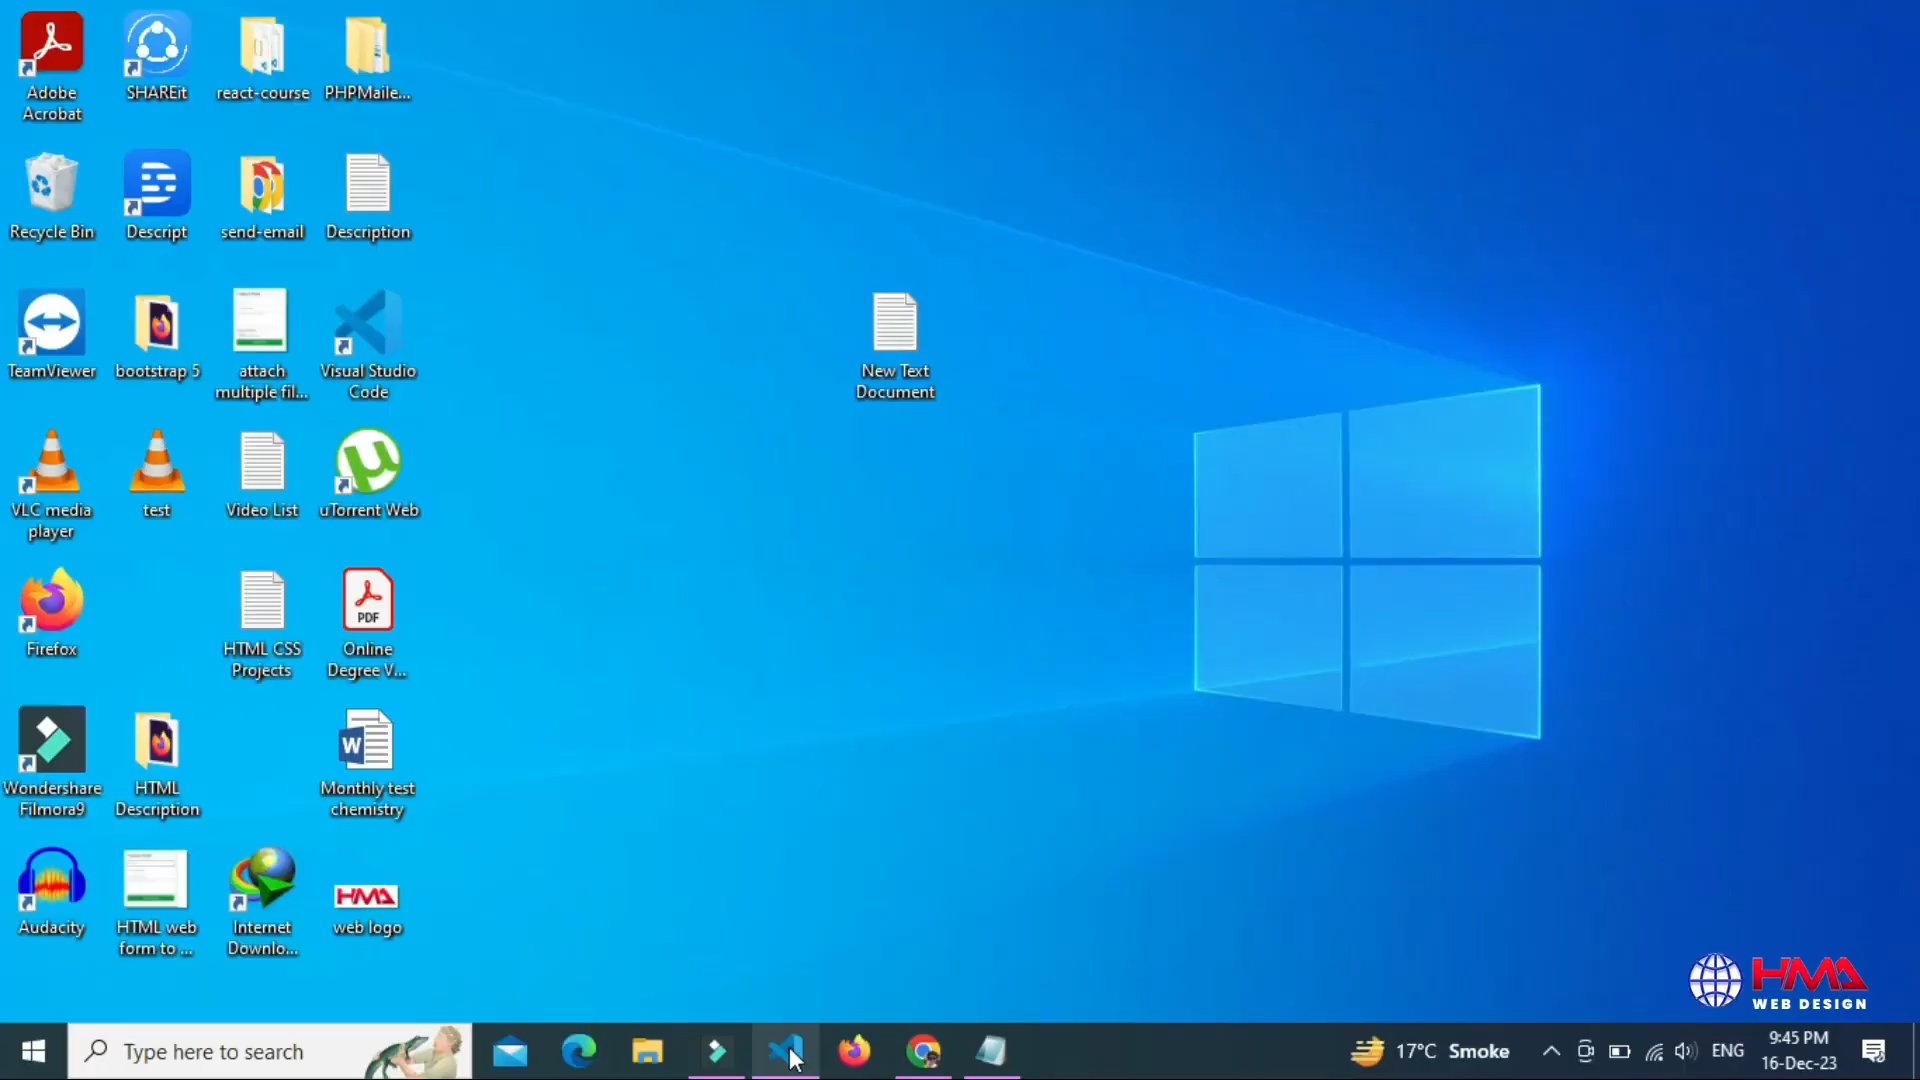 Adobe
Acrobat
SHAREit
react-course
PHPMaile...
Recycle Bin
Descript
send-email
Description
TeamViewer
bootstrap 5
attach
multiple fil...
Visual Studio
Code
New Text
Document
VLC media
player
test
Video List
µ
uTorrent Web
Firefox
HTML CSS
Projects
PDF
Online
Degree V...
Wondershare
Filmora9
HTML
Description
W
Monthly test
chemistry
Audacity
HTML web
form to ...
Internet
Downlo...
HMA
web logo
HMA
WEB DESIGN
Type here to search
17°C Smoke
ENG
9:45 PM
16-Dec-23